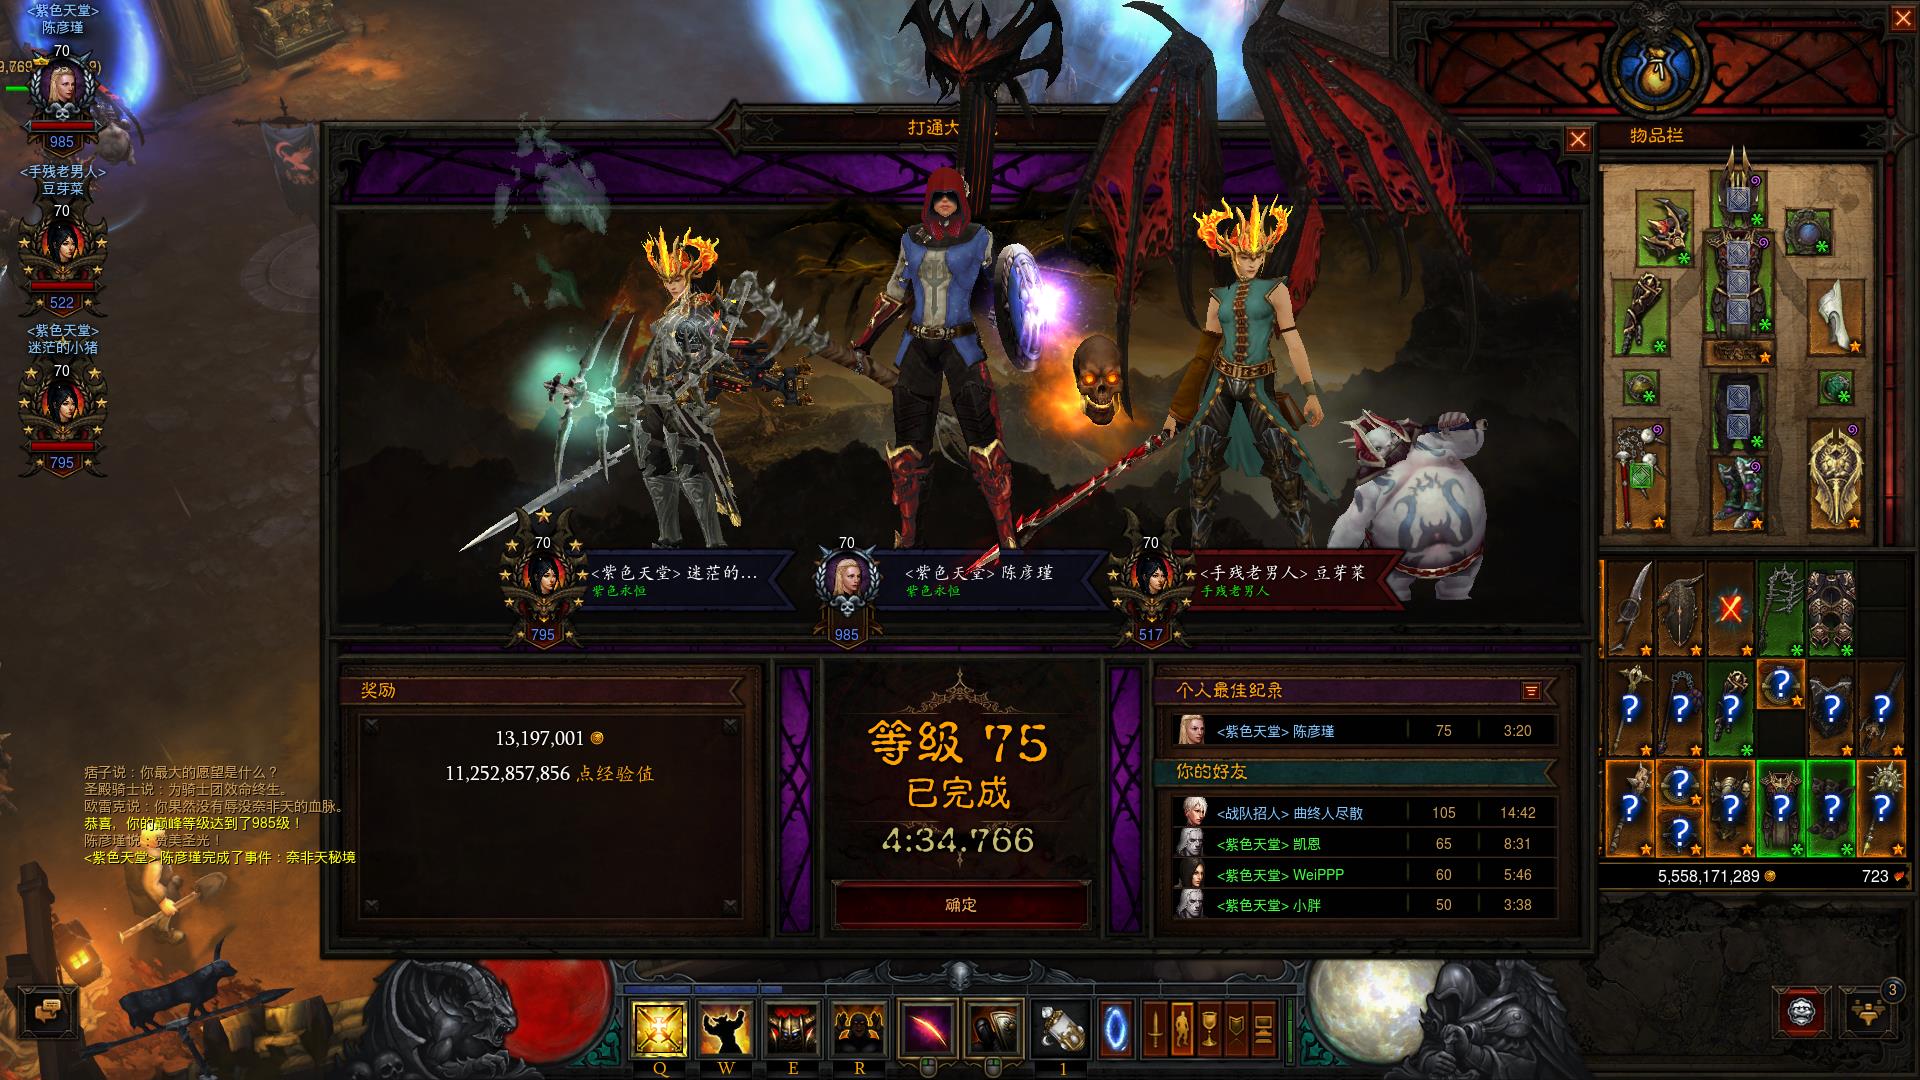 <紫色天堂>
陈彦瑾
70
985
<手残老男人>
豆芽菜
70
522
<紫色天堂>
迷茫的小猪
70
795
打通大
物品栏
70
<紫色天堂> 迷茫的...
紫色永恒
795
70
<紫色天堂> 陈彦瑾
紫色永恒
985
70
<手残老男人> 豆芽菜
手残老男人
517
奖励
13,197,001
11,252,857,856 点经验值
等级 75
已完成
4:34.766
确定
个人最佳纪录
<紫色天堂> 陈彦瑾 75 3:20
你的好友
<战队招人> 曲终人尽散 105 14:42
<紫色天堂> 凯恩 65 8:31
<紫色天堂> WeiPPP 60 5:46
<紫色天堂> 小胖 50 3:38
痞子说：你最大的愿望是什么？
圣殿骑士说：为骑士团效命终生。
欧雷克说：你果然没有辱没奈非天的血脉。
恭喜，你的巅峰等级达到了985级！
陈彦瑾说：赞美圣光！
<紫色天堂> 陈彦瑾完成了事件：奈非天秘境
? ? ? ? ? ?
? ? ? ? ? ?
?
5,558,171,289
723
Q W E R 1
3